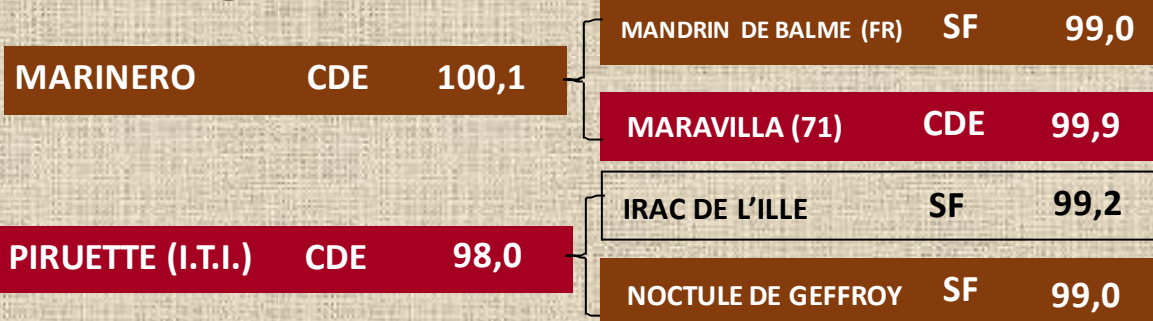 MANDRIN DE BALME (FR) SF 99,0
MARINERO CDE 100,1
MARAVILLA (71) CDE 99,9
IRAC DE L'ILLE SF 99,2
PIRUETTE (I.T.I.) CDE 98,0
NOCTULE DE GEFFROY SF 99,0